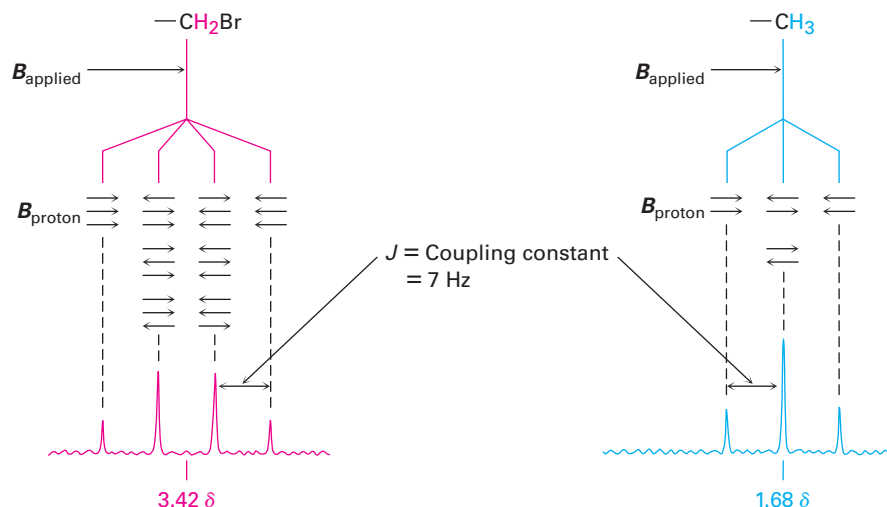 —CH2Br
Bapplied
Bproton
3.42 δ
J = Coupling constant
= 7 Hz
—CH3
Bapplied
Bproton
1.68 δ